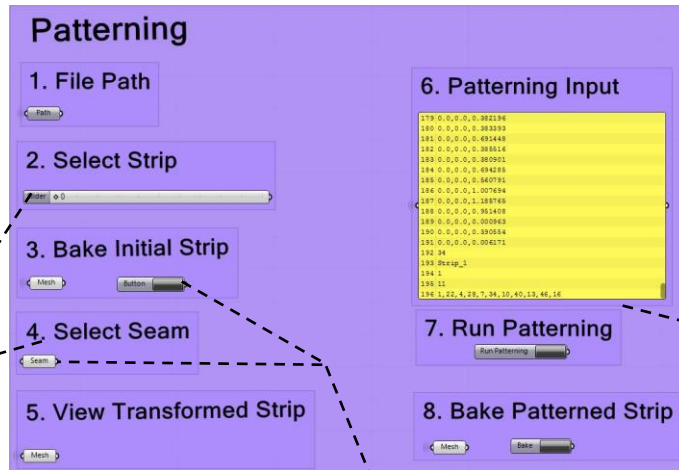 Patterning
1. File Path
Path
2. Select Strip
0
3. Bake Initial Strip
Mesh
Button
4. Select Seam
Seam
5. View Transformed Strip
Mesh
6. Patterning Input
179 0.0,0.0,0.382196
180 0.0,0.0,0.383393
181 0.0,0.0,0.691448
182 0.0,0.0,0.385516
183 0.0,0.0,0.380901
184 0.0,0.0,0.694285
185 0.0,0.0,0.560791
186 0.0,0.0,1.007694
187 0.0,0.0,1.185765
188 0.0,0.0,0.951408
189 0.0,0.0,0.000963
190 0.0,0.0,0.390554
191 0.0,0.0,0.006171
192 34
193 Strip_1
194 1
195 11
196 1,22,4,28,7,34,10,40,13,46,16
7. Run Patterning
Run Patterning
8. Bake Patterned Strip
Mesh
Bake